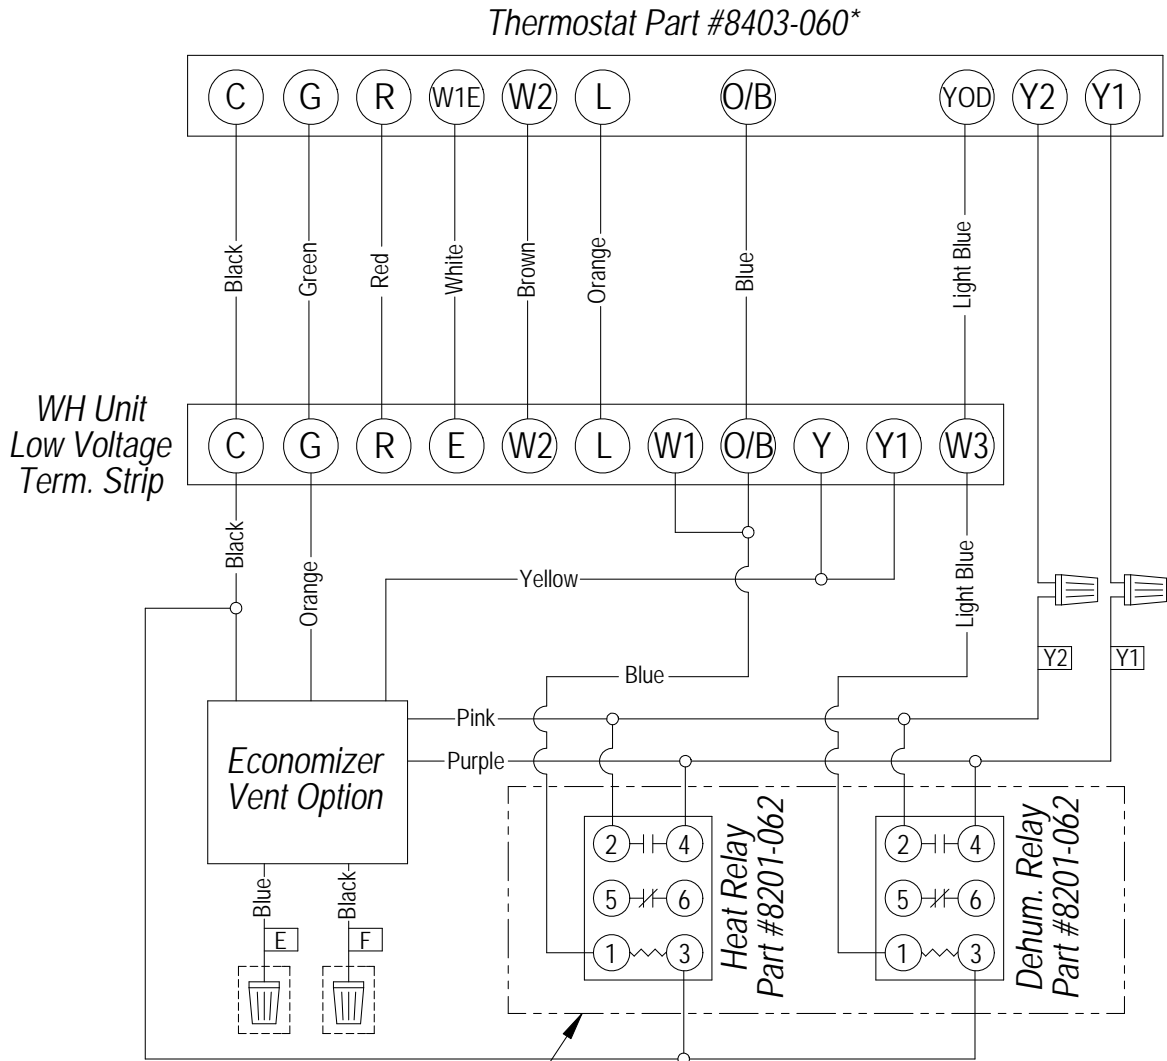 Thermostat Part #8403-060*
C G R W1E W2 L O/B YOD Y2 Y1
Black
Green
Red
White
Brown
Orange
Blue
Light Blue
WH Unit
Low Voltage
Term. Strip
C G R E W2 L W1 O/B Y Y1 W3
Black
Orange
Yellow
Light Blue
Y2
Y1
Blue
Pink
Purple
Economizer
Vent Option
2 4
5 6
1 3
Heat Relay
Part #8201-062
2 4
5 6
1 3
Dehum. Relay
Part #8201-062
Blue
Black
E
F